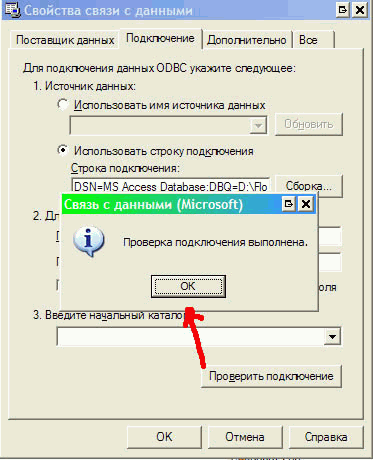 Свойства связи с данными
Поставщик данных Подключение Дополнительно Все
Для подключения данных ODBC укажите следующее:
1. Источник данных:
Использовать имя источника данных
Обновить
Использовать строку подключения
Строка подключения:
DSN=MS Access Database;DBQ=D:\Flo
Сборка...
Связь с данными (Microsoft)
2. Д
Проверка подключения выполнена.
OK
3. Введите начальный катало
Проверить подключение
OK Отмена Справка